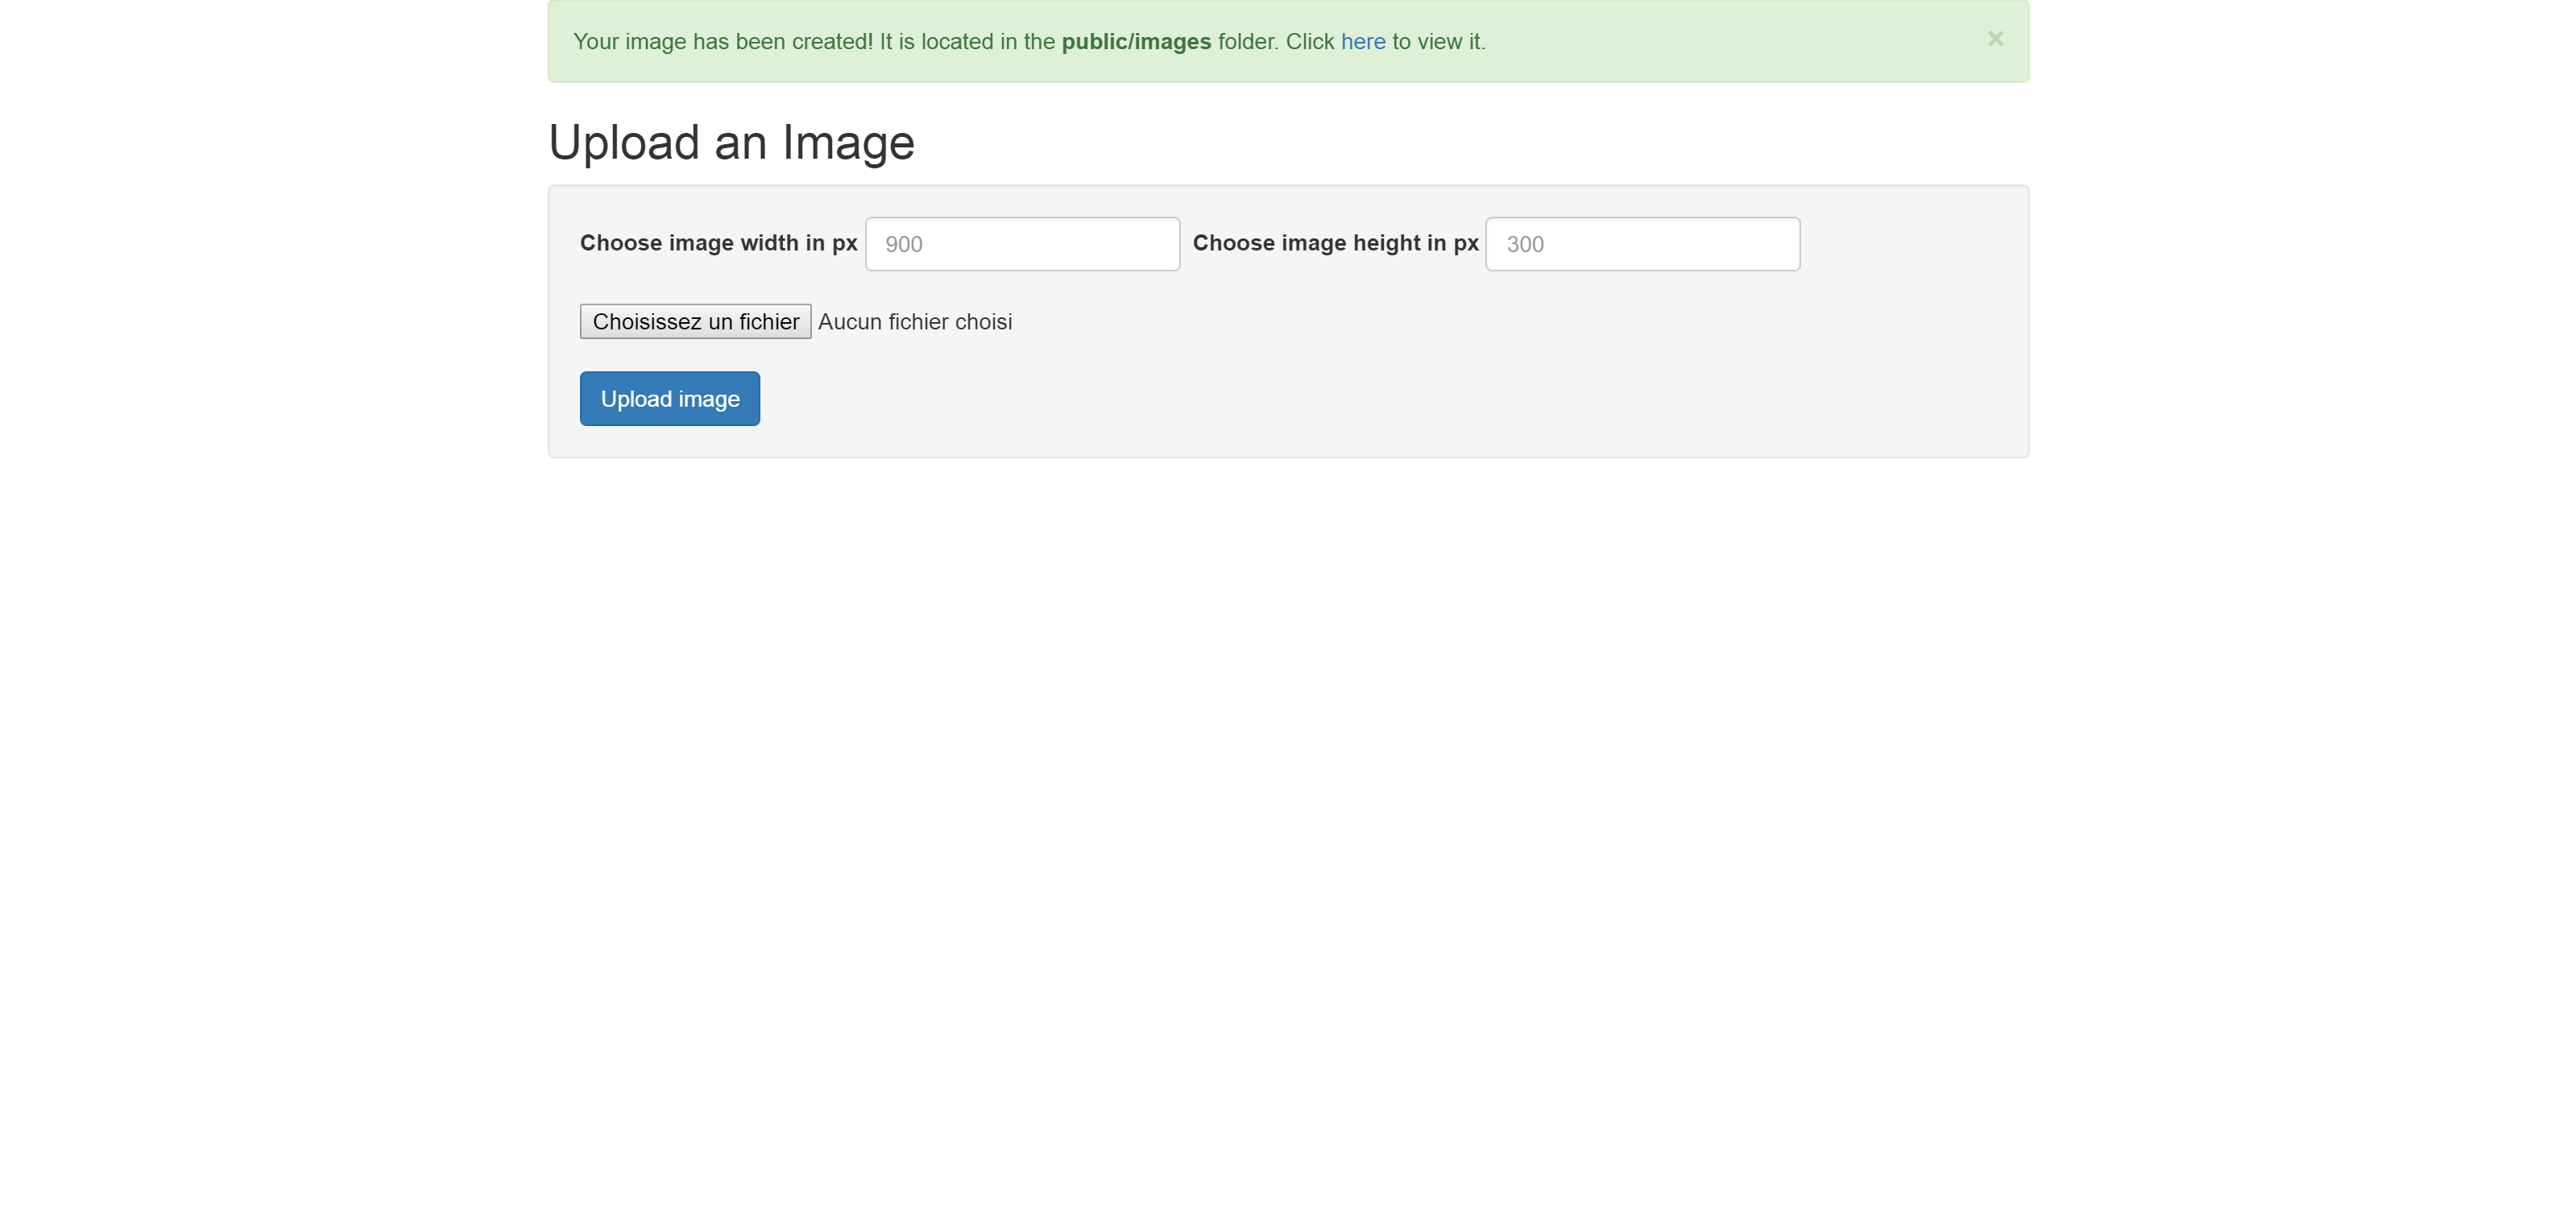 Your image has been created! It is located in the public/images folder. Click here to view it. ×
Upload an Image
Choose image width in px 900 Choose image height in px 300
Choisissez un fichier Aucun fichier choisi
Upload image